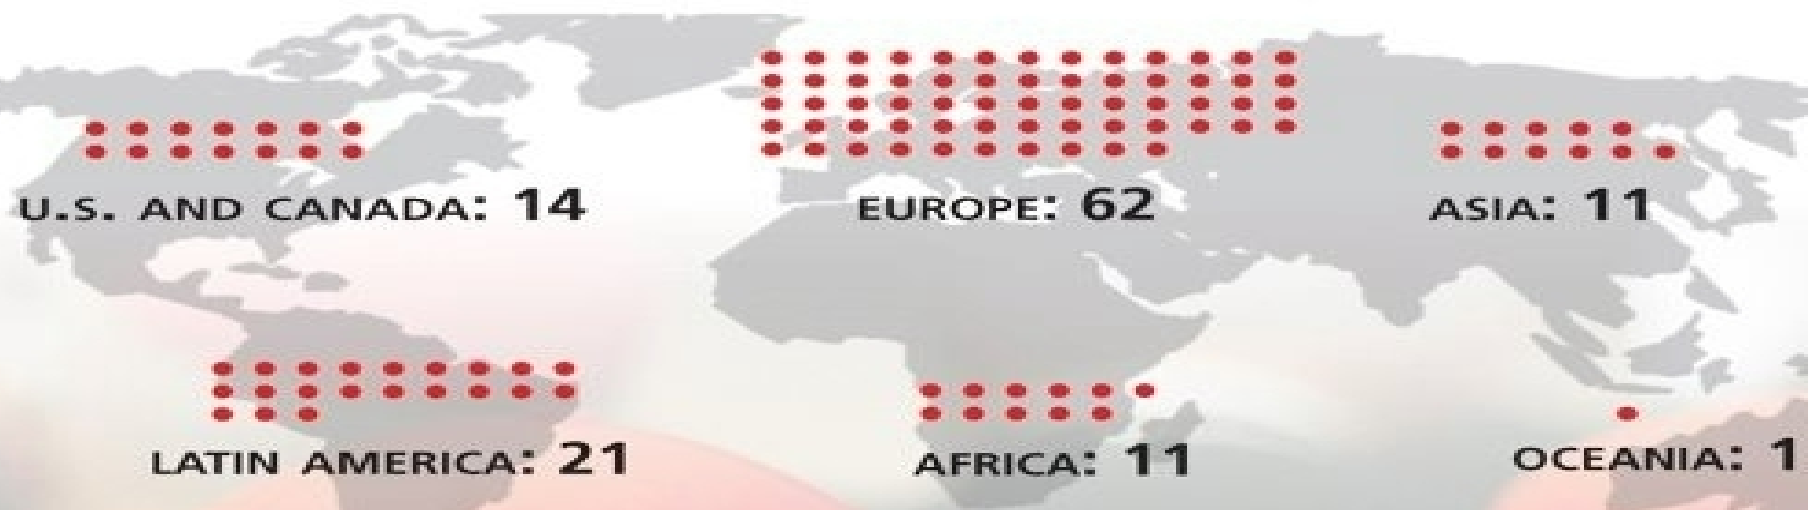 U.S. AND CANADA: 14
EUROPE: 62
ASIA: 11
LATIN AMERICA: 21
AFRICA: 11
OCEANIA: 1